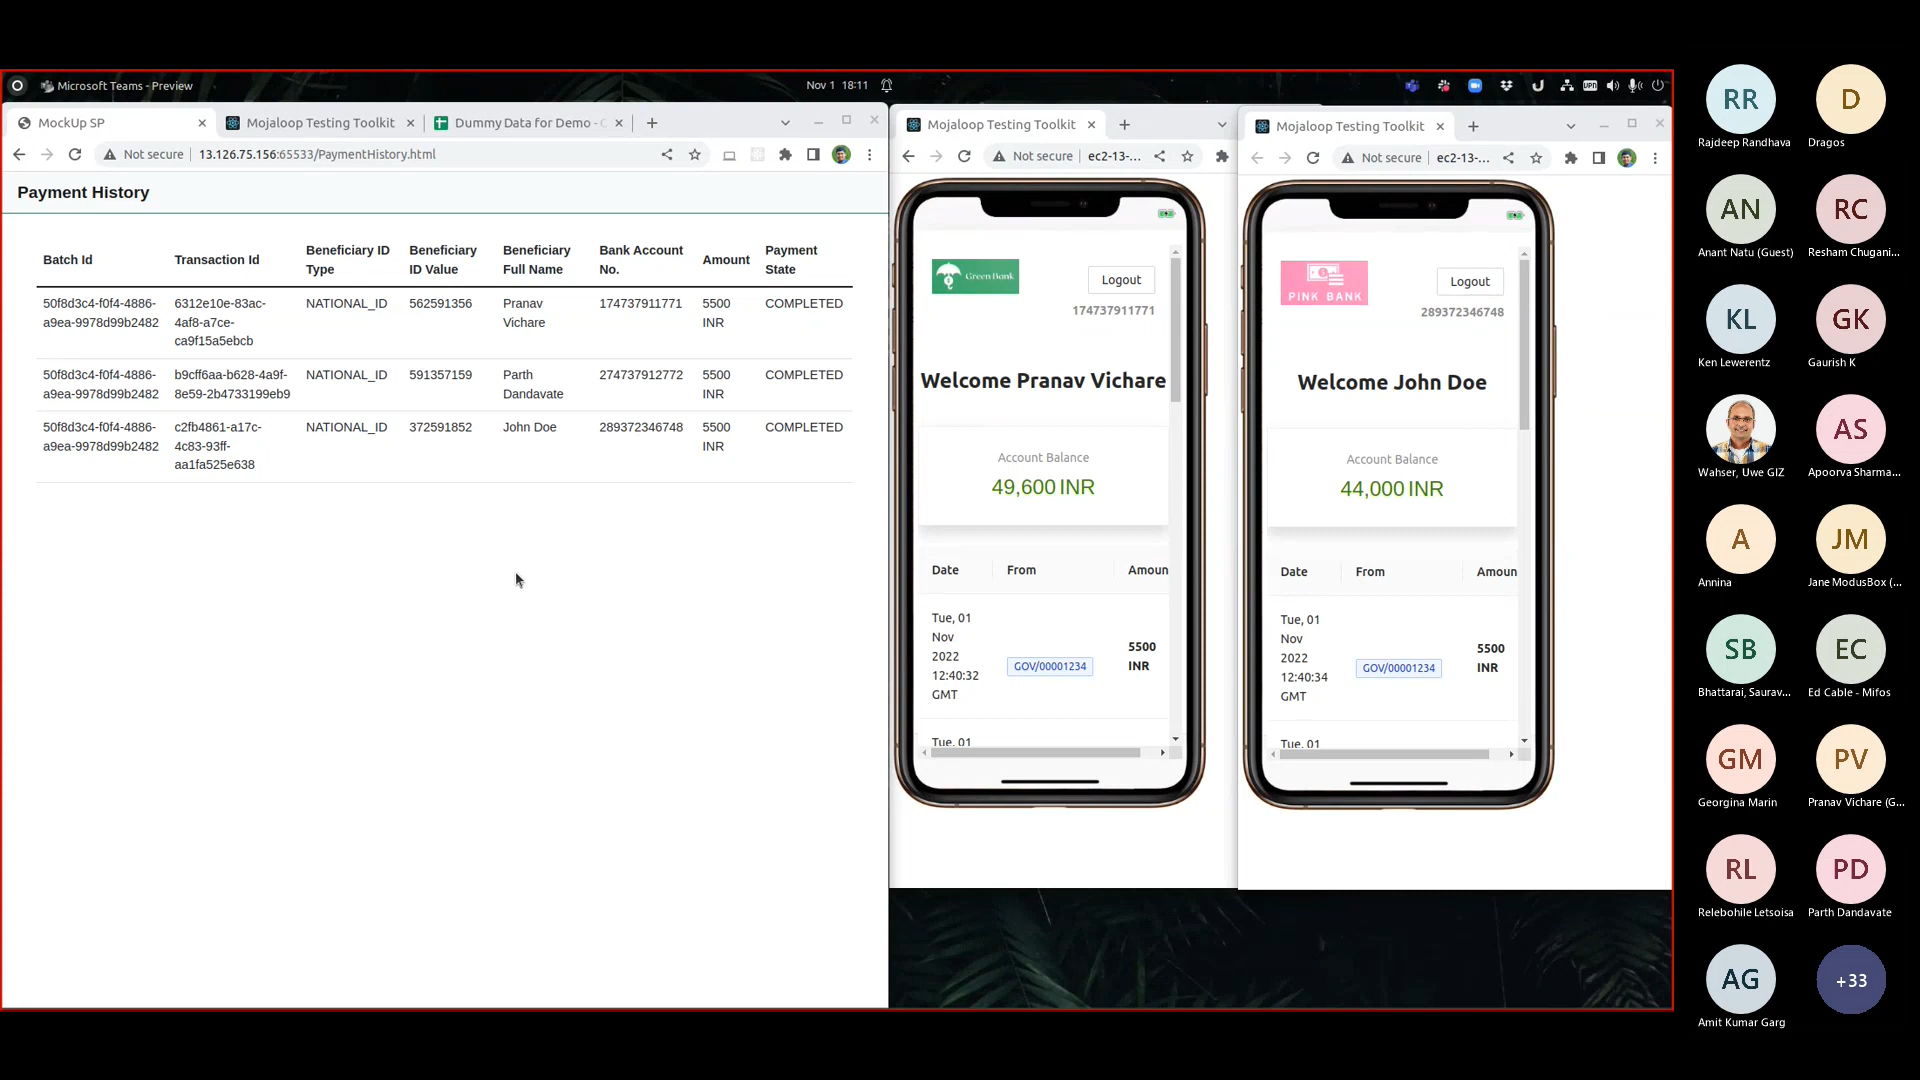 Microsoft Teams - Preview
Nov 1 18:11
MockUp SP
Mojaloop Testing Toolkit
Dummy Data for Demo - C
Not secure
13.126.75.156:65533/PaymentHistory.html
Payment History
Batch Id
Transaction Id
Beneficiary ID
Type
Beneficiary
ID Value
Beneficiary
Full Name
Bank Account
No.
Amount
Payment
State
50f8d3c4-f0f4-4886-
a9ea-9978d99b2482
6312e10e-83ac-
4af8-a7ce-
ca9f15a5ebcb
NATIONAL_ID
562591356
Pranav
Vichare
174737911771
5500
INR
COMPLETED
50f8d3c4-f0f4-4886-
a9ea-9978d99b2482
b9cff6aa-b628-4a9f-
8e59-2b4733199eb9
NATIONAL_ID
591357159
Parth
Dandavate
274737912772
5500
INR
COMPLETED
50f8d3c4-f0f4-4886-
a9ea-9978d99b2482
c2fb4861-a17c-
4c83-93ff-
aa1fa525e638
NATIONAL_ID
372591852
John Doe
289372346748
5500
INR
COMPLETED
Mojaloop Testing Toolkit
Not secure
ec2-13-...
Green Bank
Logout
174737911771
Welcome Pranav Vichare
Account Balance
49,600 INR
Date
From
Amoun
Tue, 01
Nov
2022
12:40:32
GMT
GOV/00001234
5500
INR
Tue, 01
Mojaloop Testing Toolkit
Not secure
ec2-13-...
PINK BANK
Logout
289372346748
Welcome John Doe
Account Balance
44,000 INR
Date
From
Amoun
Tue, 01
Nov
2022
12:40:34
GMT
GOV/00001234
5500
INR
Tue, 01
RR
Rajdeep Randhava
D
Dragos
AN
Anant Natu (Guest)
RC
Resham Chugani...
KL
Ken Lewerentz
GK
Gaurish K
Wahser, Uwe GIZ
AS
Apoorva Sharma...
A
Annina
JM
Jane ModusBox (...
SB
Bhattarai, Saurav...
EC
Ed Cable - Mifos
GM
Georgina Marin
PV
Pranav Vichare (G...
RL
Relebohile Letsoisa
PD
Parth Dandavate
AG
Amit Kumar Garg
+33